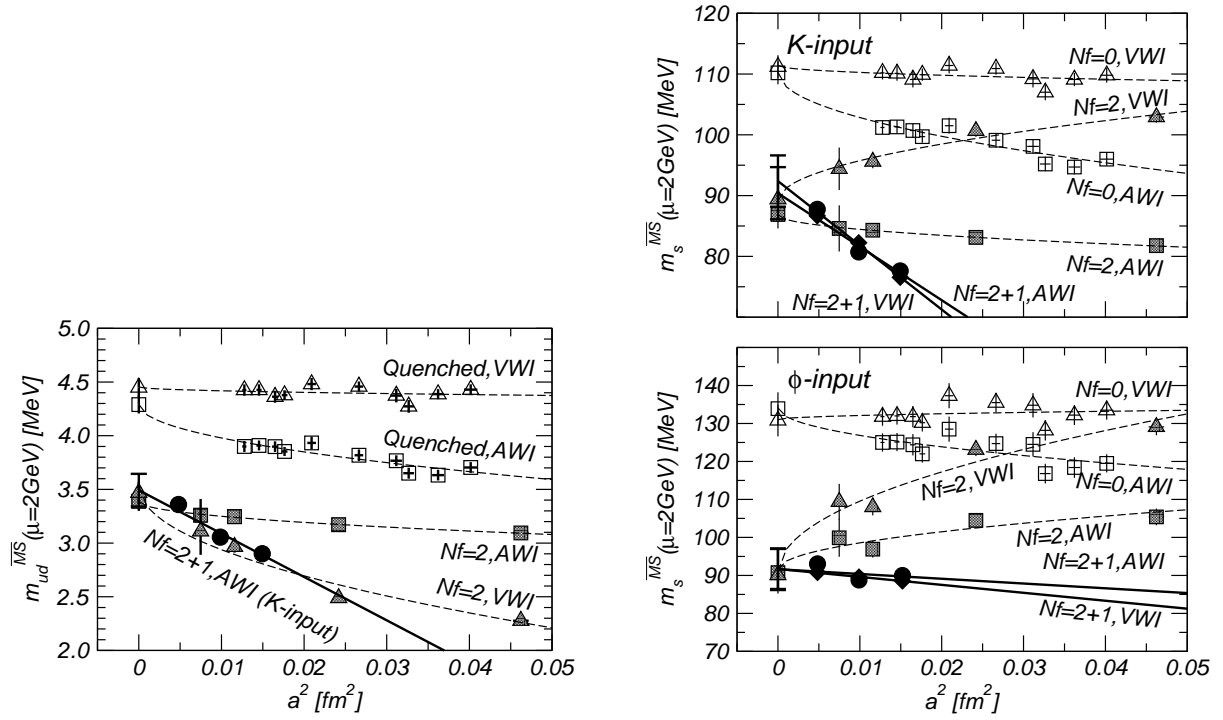 120
110
100
90
80
m_s^MS(μ=2GeV) [MeV]
K-input
Nf=0,VWI
Nf=2,VWI
Nf=0,AWI
Nf=2,AWI
Nf=2+1,VWI
Nf=2+1,AWI
5.0
4.5
4.0
3.5
3.0
2.5
2.0
m_ud^MS(μ=2GeV) [MeV]
Quenched,VWI
Quenched,AWI
Nf=2,AWI
Nf=2,VWI
Nf=2+1,AWI (K-input)
0 0.01 0.02 0.03 0.04 0.05
a² [fm²]
140
130
120
110
100
90
80
70
m_s^MS(μ=2GeV) [MeV]
ϕ-input
Nf=0,VWI
Nf=2,VWI
Nf=0,AWI
Nf=2,AWI
Nf=2+1,AWI
Nf=2+1,VWI
0 0.01 0.02 0.03 0.04 0.05
a² [fm²]